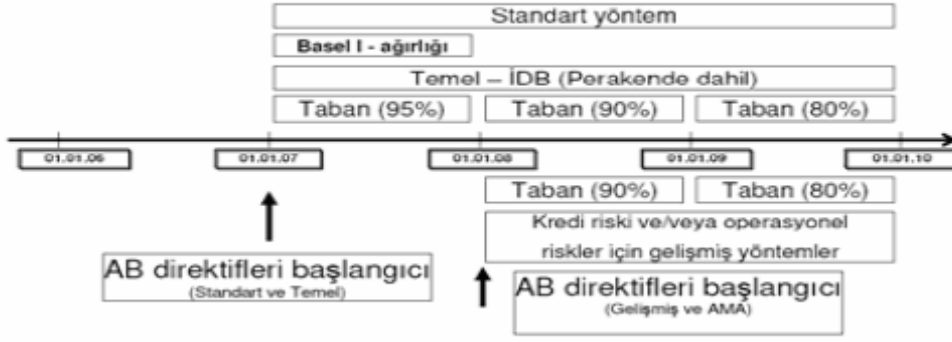 Standart yöntem
Basel I - ağırlığı
Temel – İDB (Perakende dahil)
Taban (95%) Taban (90%) Taban (80%)
01.01.06 01.01.07 01.01.08 01.01.09 01.01.10
Taban (90%) Taban (80%)
Kredi riski ve/veya operasyonel
riskler için gelişmiş yöntemler
AB direktifleri başlangıcı
(Standart ve Temel)
AB direktifleri başlangıcı
(Gelişmiş ve AMA)